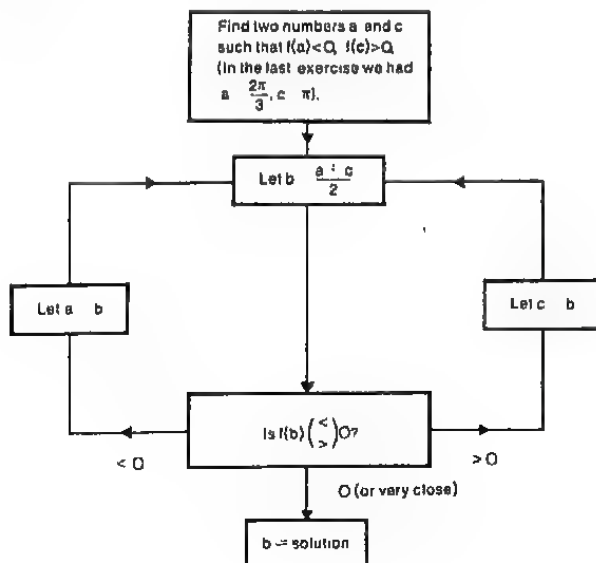 Find two numbers a and c
such that f(a)<0, f(c)>0,
(In the last exercise we had
a 2π/3, c π).
Let b a + c / 2
Let a b
Let c b
Is f(b) (< >) 0?
< 0
> 0
0 (or very close)
b = solution